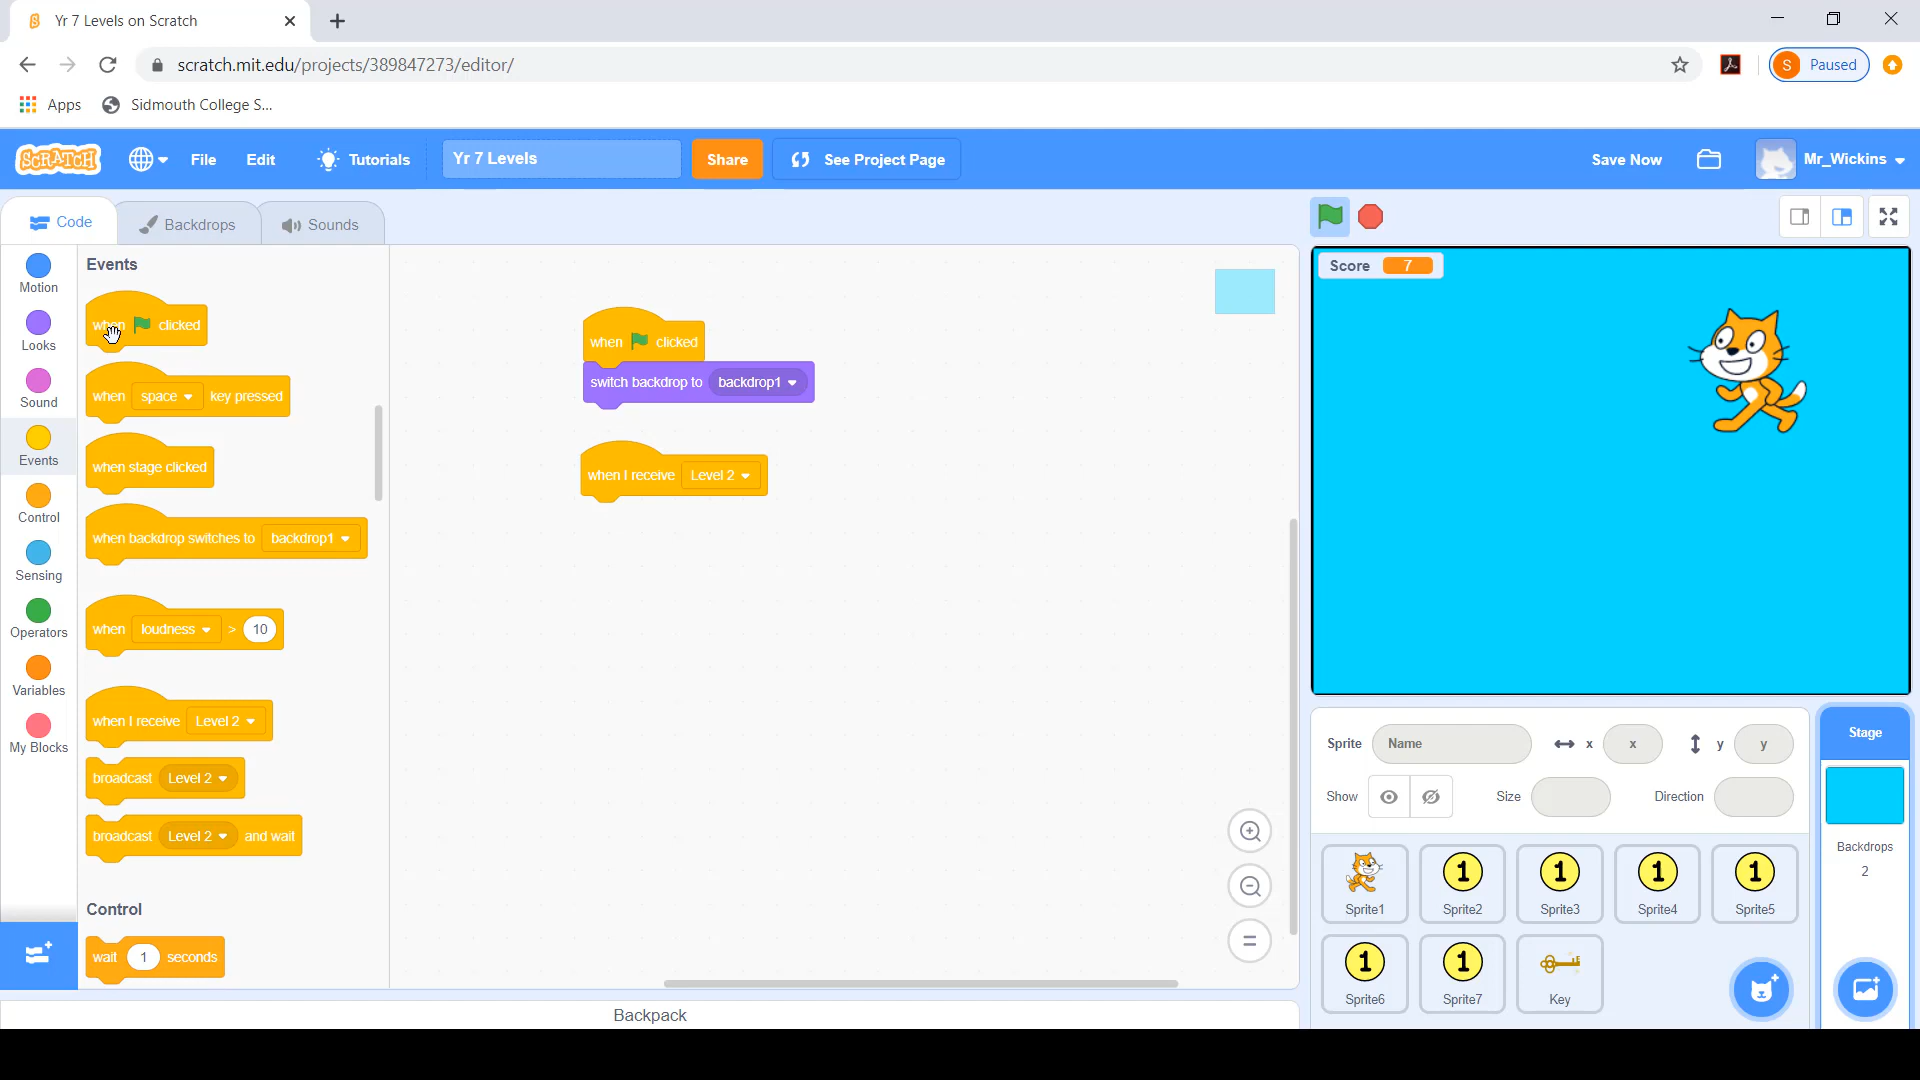 Yr 7 Levels on Scratch
scratch.mit.edu/projects/389847273/editor/
S Paused
Apps Sidmouth College S...
SCRATCH File Edit Tutorials Yr 7 Levels Share See Project Page Save Now Mr_Wickins
Code Backdrops Sounds
Motion
Looks
Sound
Events
Control
Sensing
Operators
Variables
My Blocks
Events
when clicked
when space key pressed
when stage clicked
when backdrop switches to backdrop1
when loudness > 10
when I receive Level 2
broadcast Level 2
broadcast Level 2 and wait
Control
wait 1 seconds
when clicked
switch backdrop to backdrop1
when I receive Level 2
Backpack
Score 7
Sprite Name x x y y
Show Size Direction
Stage
Backdrops
2
1 1 1 1
Sprite1 Sprite2 Sprite3 Sprite4 Sprite5
1 1
Sprite6 Sprite7 Key